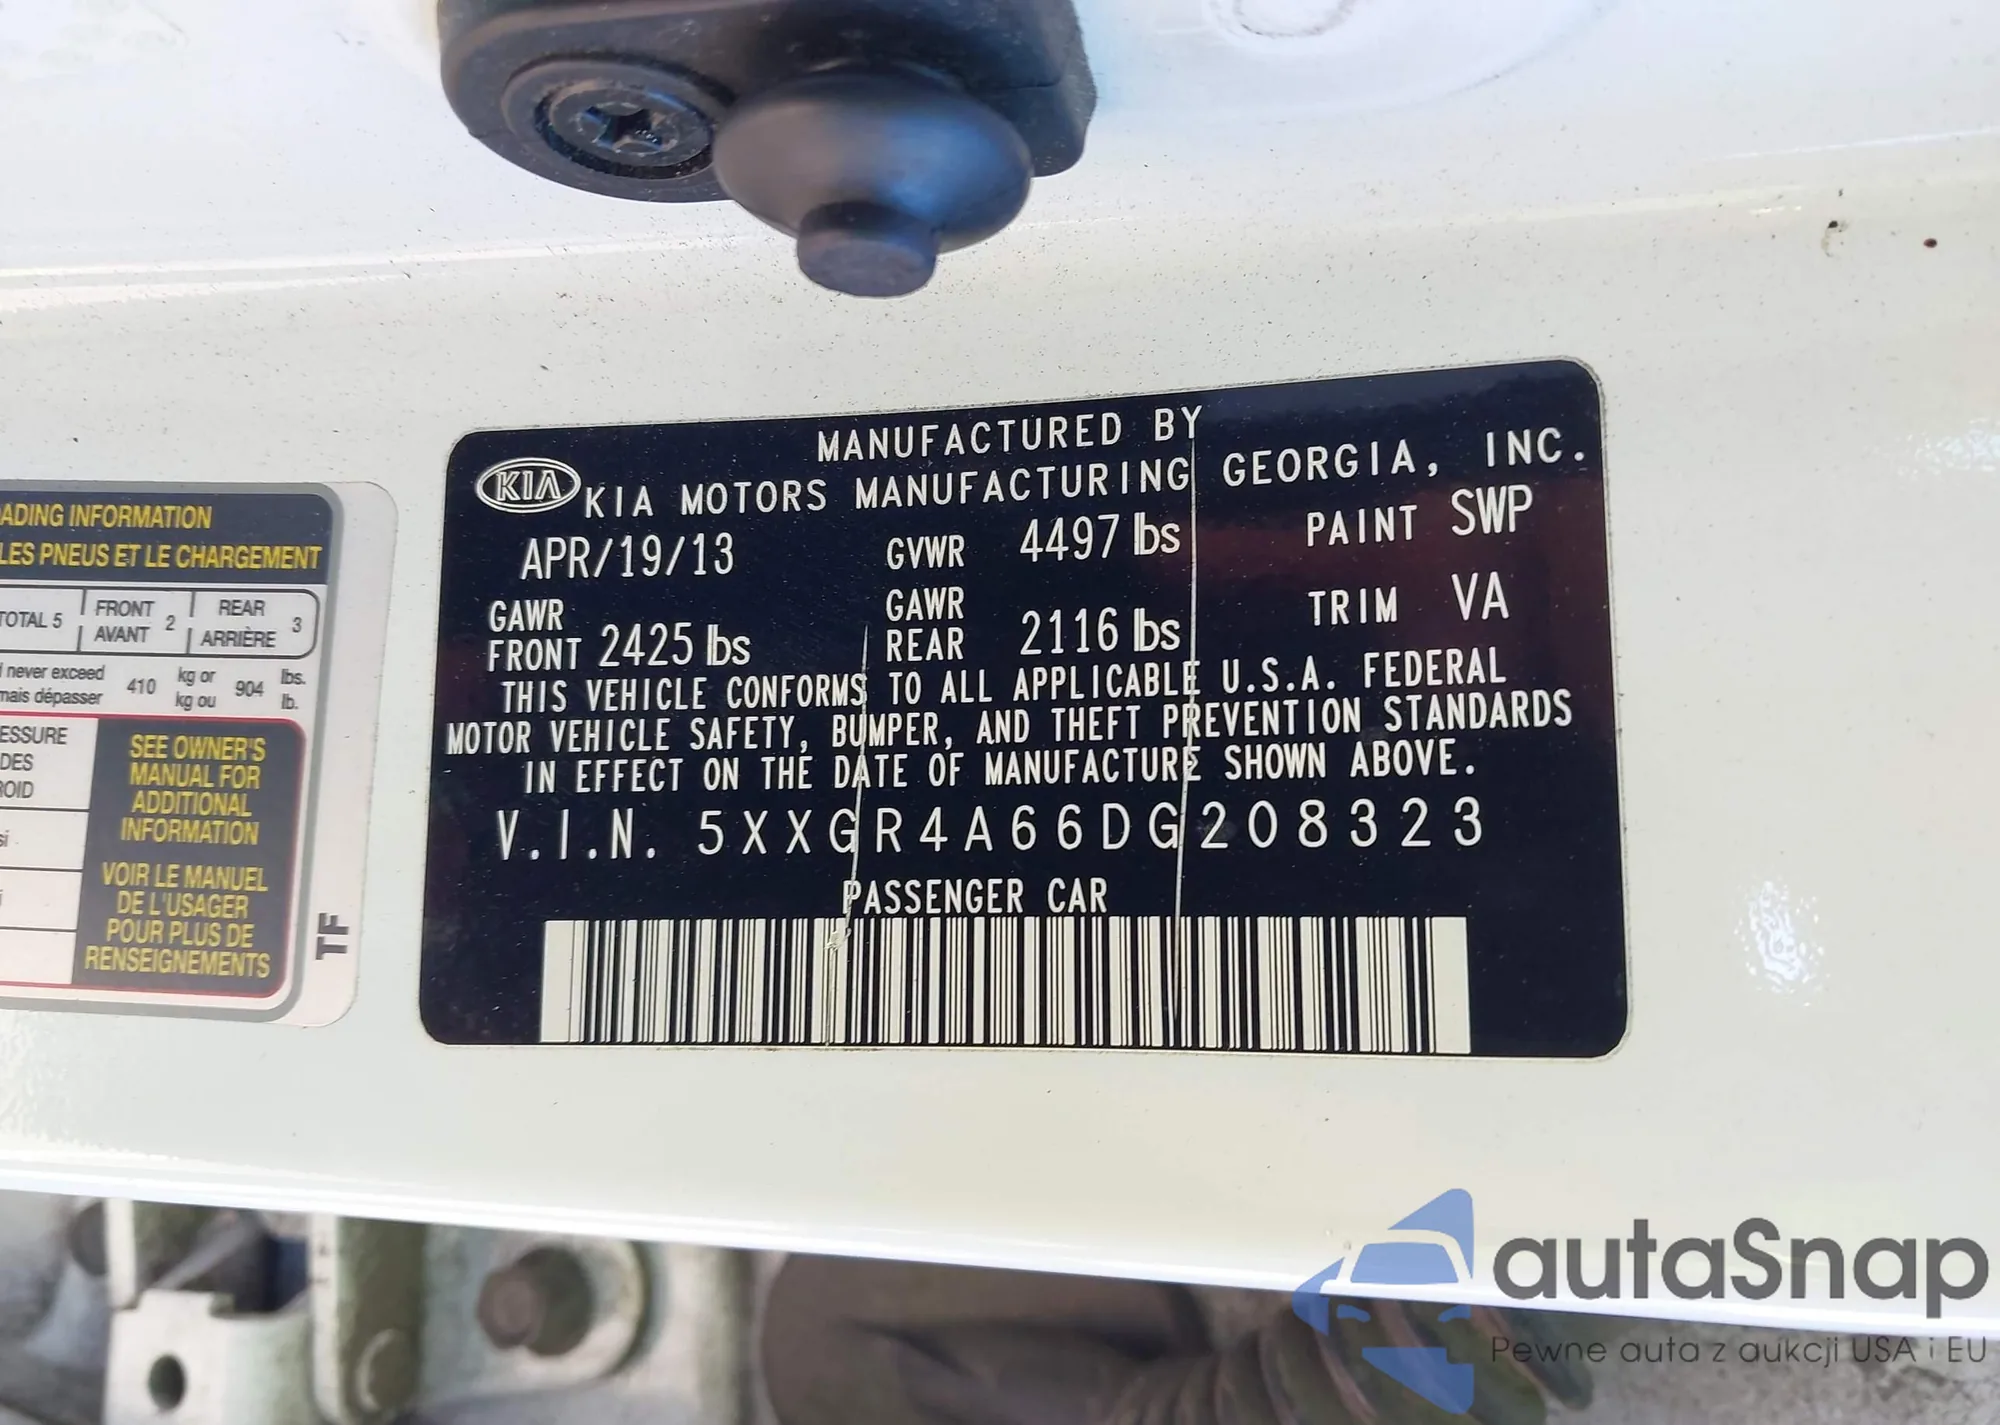 ADING INFORMATION
LES PNEUS ET LE CHARGEMENT
TOTAL 5
FRONT
AVANT
2
REAR
ARRIÈRE
3
never exceed
mais dépasser
410
kg or
kg ou
904
lbs.
lb.
ESSURE
DES
ROID
SEE OWNER'S
MANUAL FOR
ADDITIONAL
INFORMATION
VOIR LE MANUEL
DE L'USAGER
POUR PLUS DE
RENSEIGNEMENTS
TF
MANUFACTURED BY
KIA KIA MOTORS MANUFACTURING GEORGIA, INC.
APR/19/13 GVWR 4497 lbs PAINT SWP
GAWR
FRONT 2425 lbs
GAWR
REAR 2116 lbs
TRIM VA
THIS VEHICLE CONFORMS TO ALL APPLICABLE U.S.A. FEDERAL
MOTOR VEHICLE SAFETY, BUMPER, AND THEFT PREVENTION STANDARDS
IN EFFECT ON THE DATE OF MANUFACTURE SHOWN ABOVE.
V.I.N. 5XXGR4A66DG208323
PASSENGER CAR
autaSnap
Pewne auta z aukcji USA i EU